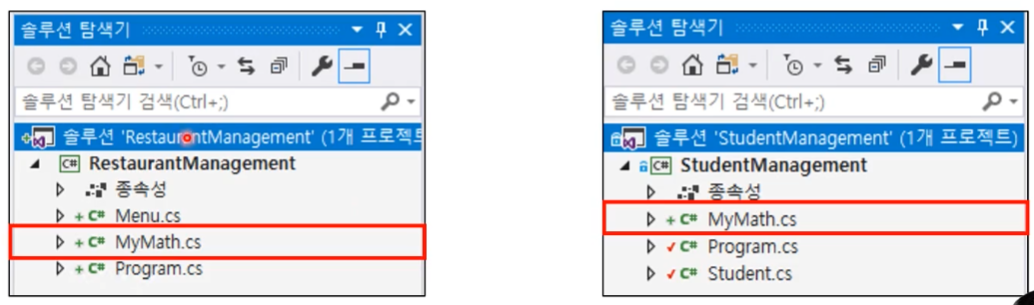 솔루션 탐색기
솔루션 탐색기 검색(Ctrl+;)
솔루션 'RestaurantManagement' (1개 프로젝트
C# RestaurantManagement
종속성
+ C# Menu.cs
+ C# MyMath.cs
+ C# Program.cs
솔루션 탐색기
솔루션 탐색기 검색(Ctrl+;)
솔루션 'StudentManagement' (1개 프로젝트)
C# StudentManagement
종속성
+ C# MyMath.cs
C# Program.cs
C# Student.cs